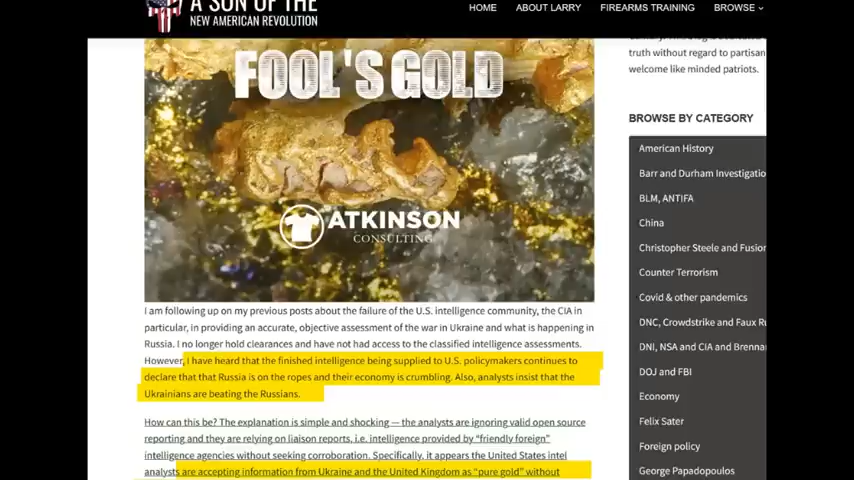 A SON OF THE
NEW AMERICAN REVOLUTION
HOME ABOUT LARRY FIREARMS TRAINING BROWSE
FOOL'S GOLD
ATKINSON
CONSULTING
I am following up on my previous posts about the failure of the U.S. intelligence community, the CIA in
particular, in providing an accurate, objective assessment of the war in Ukraine and what is happening in
Russia. I no longer hold clearances and have not had access to the classified intelligence assessments.
However, I have heard that the finished intelligence being supplied to U.S. policymakers continues to
declare that that Russia is on the ropes and their economy is crumbling. Also, analysts insist that the
Ukrainians are beating the Russians.
How can this be? The explanation is simple and shocking — the analysts are ignoring valid open source
reporting and they are relying on liaison reports, i.e. intelligence provided by “friendly foreign”
intelligence agencies without seeking corroboration. Specifically, it appears the United States intel
analysts are accepting information from Ukraine and the United Kingdom as “pure gold” without
truth without regard to partisan
welcome like minded patriots.
BROWSE BY CATEGORY
American History
Barr and Durham Investigatio
BLM, ANTIFA
China
Christopher Steele and Fusion
Counter Terrorism
Covid & other pandemics
DNC, Crowdstrike and Faux Ru
DNI, NSA and CIA and Brennan
DOJ and FBI
Economy
Felix Sater
Foreign policy
George Papadopoulos